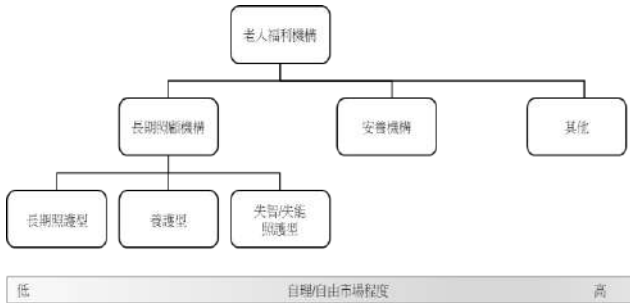 老人福利機構
長期照顧機構
安養機構
其他
長期照護型
養護型
失智/失能
照護型
低
自理/自由市場程度
高